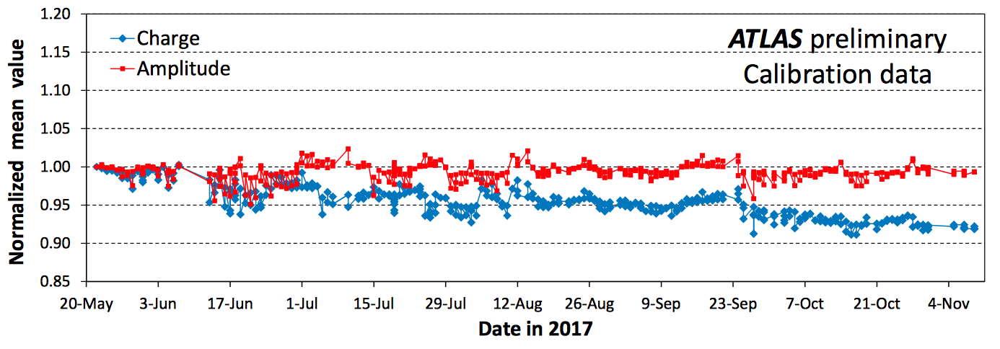 1.20
1.15
1.10
1.05
1.00
0.95
0.90
0.85
Normalized mean value
Charge
Amplitude
ATLAS preliminary
Calibration data
20-May 3-Jun 17-Jun 1-Jul 15-Jul 29-Jul 12-Aug 26-Aug 9-Sep 23-Sep 7-Oct 21-Oct 4-Nov
Date in 2017